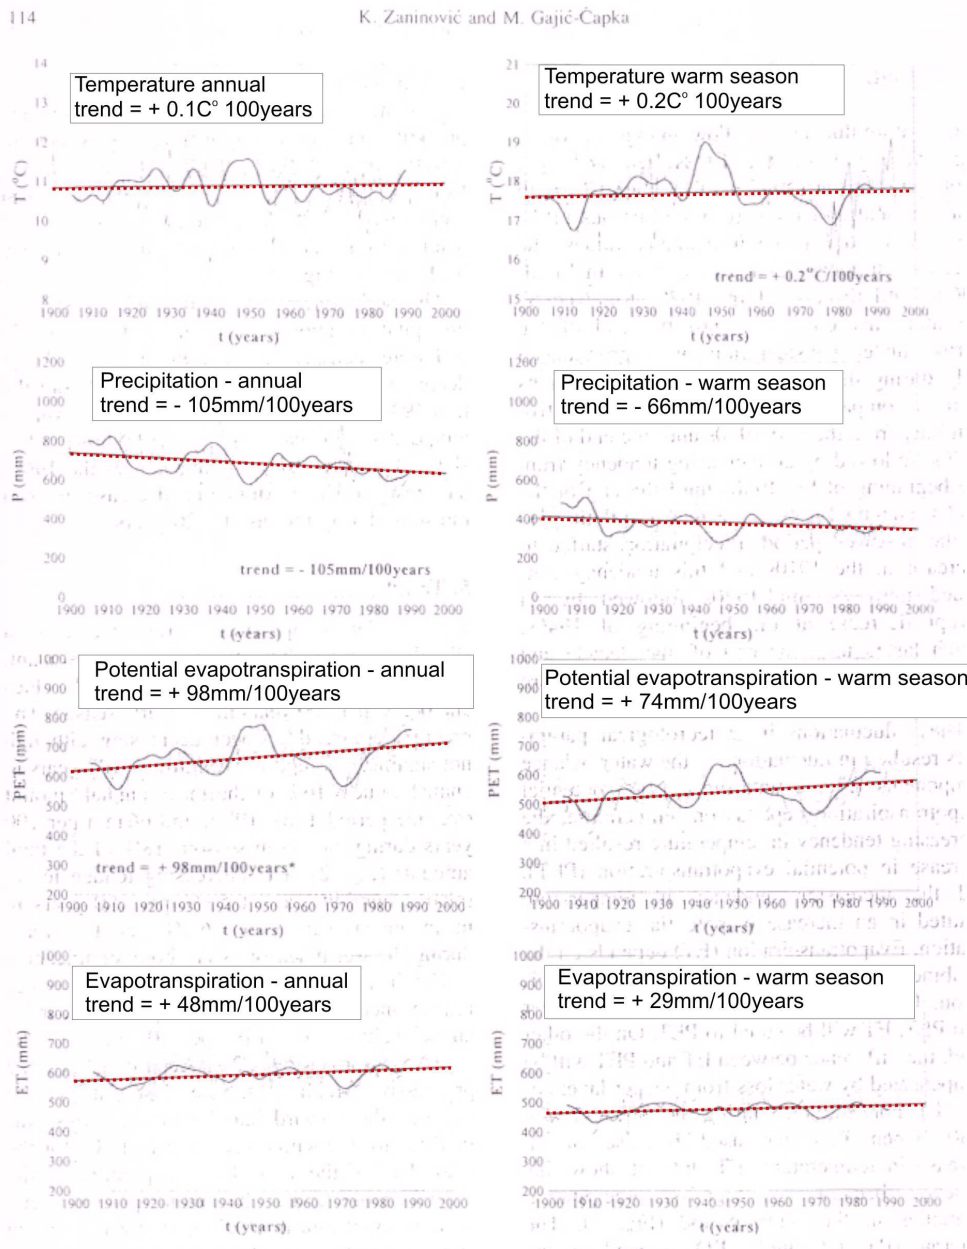 114
K. Zaninović and M. Gajić-Čapka
Temperature annual
trend = + 0.1C° 100years
14
13
12
11
10
9
8
T (°C)
1900 1910 1920 1930 1940 1950 1960 1970 1980 1990 2000
t (years)
Temperature warm season
trend = + 0.2C° 100years
21
20
19
18
17
16
15
T (°C)
trend = + 0.2°C/100years
1900 1910 1920 1930 1940 1950 1960 1970 1980 1990 2000
t (years)
Precipitation - annual
trend = - 105mm/100years
1200
1000
800
600
400
200
0
P (mm)
trend = - 105mm/100years
1900 1910 1920 1930 1940 1950 1960 1970 1980 1990 2000
t (years)
Precipitation - warm season
trend = - 66mm/100years
1200
1000
800
600
400
200
0
P (mm)
1900 1910 1920 1930 1940 1950 1960 1970 1980 1990 2000
t (years)
Potential evapotranspiration - annual
trend = + 98mm/100years
1000
900
800
700
600
500
400
300
200
PET (mm)
trend = + 98mm/100years*
1900 1910 1920 1930 1940 1950 1960 1970 1980 1990 2000
t (years)
Potential evapotranspiration - warm season
trend = + 74mm/100years
1000
900
800
700
600
500
400
300
200
PET (mm)
1900 1910 1920 1930 1940 1950 1960 1970 1980 1990 2000
t (years)
Evapotranspiration - annual
trend = + 48mm/100years
1000
900
800
700
600
500
400
300
200
ET (mm)
1900 1910 1920 1930 1940 1950 1960 1970 1980 1990 2000
t (years)
Evapotranspiration - warm season
trend = + 29mm/100years
1000
900
800
700
600
500
400
300
200
ET (mm)
1900 1910 1920 1930 1940 1950 1960 1970 1980 1990 2000
t (years)